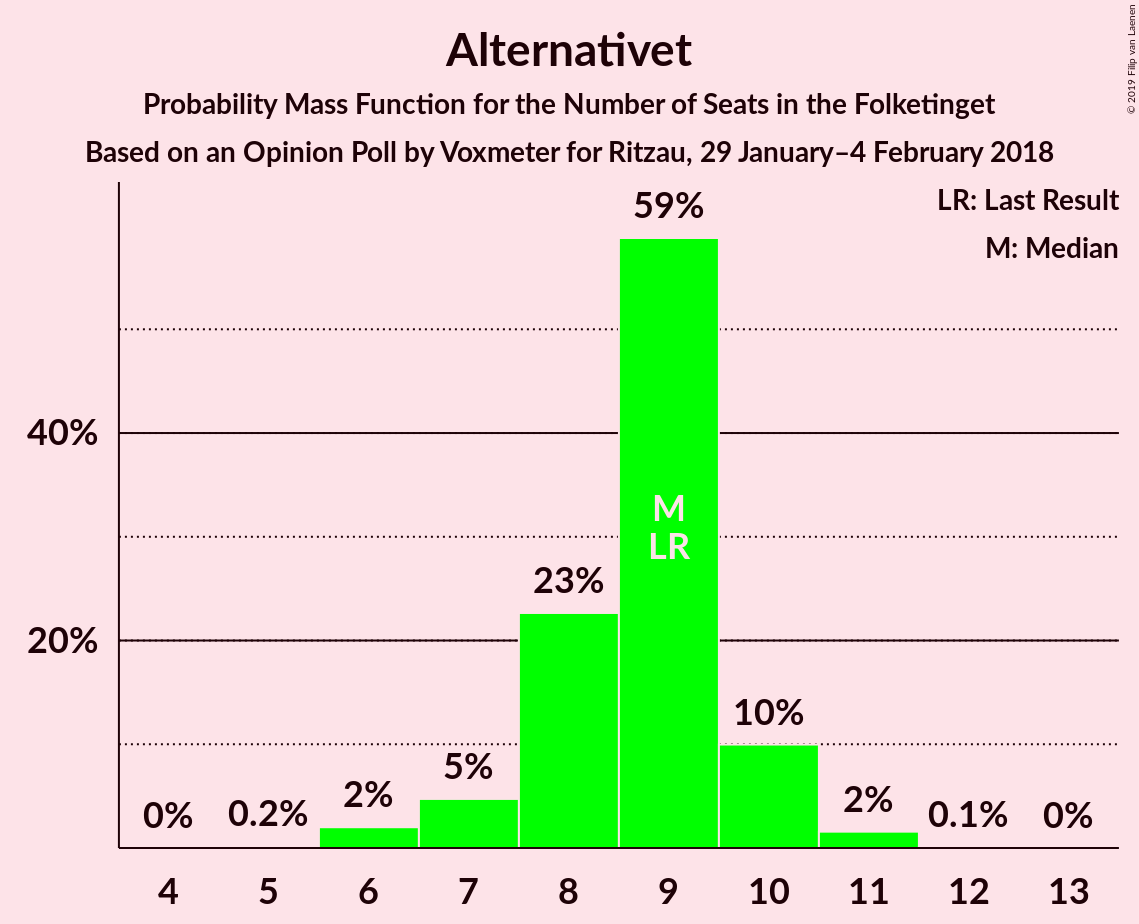 Alternativet
Probability Mass Function for the Number of Seats in the Folketinget
Based on an Opinion Poll by Voxmeter for Ritzau, 29 January–4 February 2018
© 2019 Filip van Laenen
LR: Last Result
M: Median
40%
20%
0%
0.2%
2%
5%
23%
59%
M
LR
10%
2%
0.1%
0%
4 5 6 7 8 9 10 11 12 13